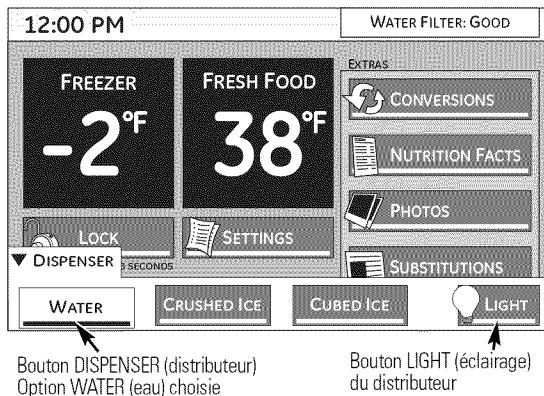 12:00 PM
WATER FILTER: GOOD
EXTRAS
FREEZER
-2°F
FRESH FOOD
38°F
CONVERSIONS
NUTRITION FACTS
PHOTOS
SUBSTITUTIONS
LOCK
3 SECONDS
SETTINGS
▼ DISPENSER
WATER
CRUSHED ICE
CUBED ICE
LIGHT
Bouton DISPENSER (distributeur)
Option WATER (eau) choisie
Bouton LIGHT (éclairage)
du distributeur